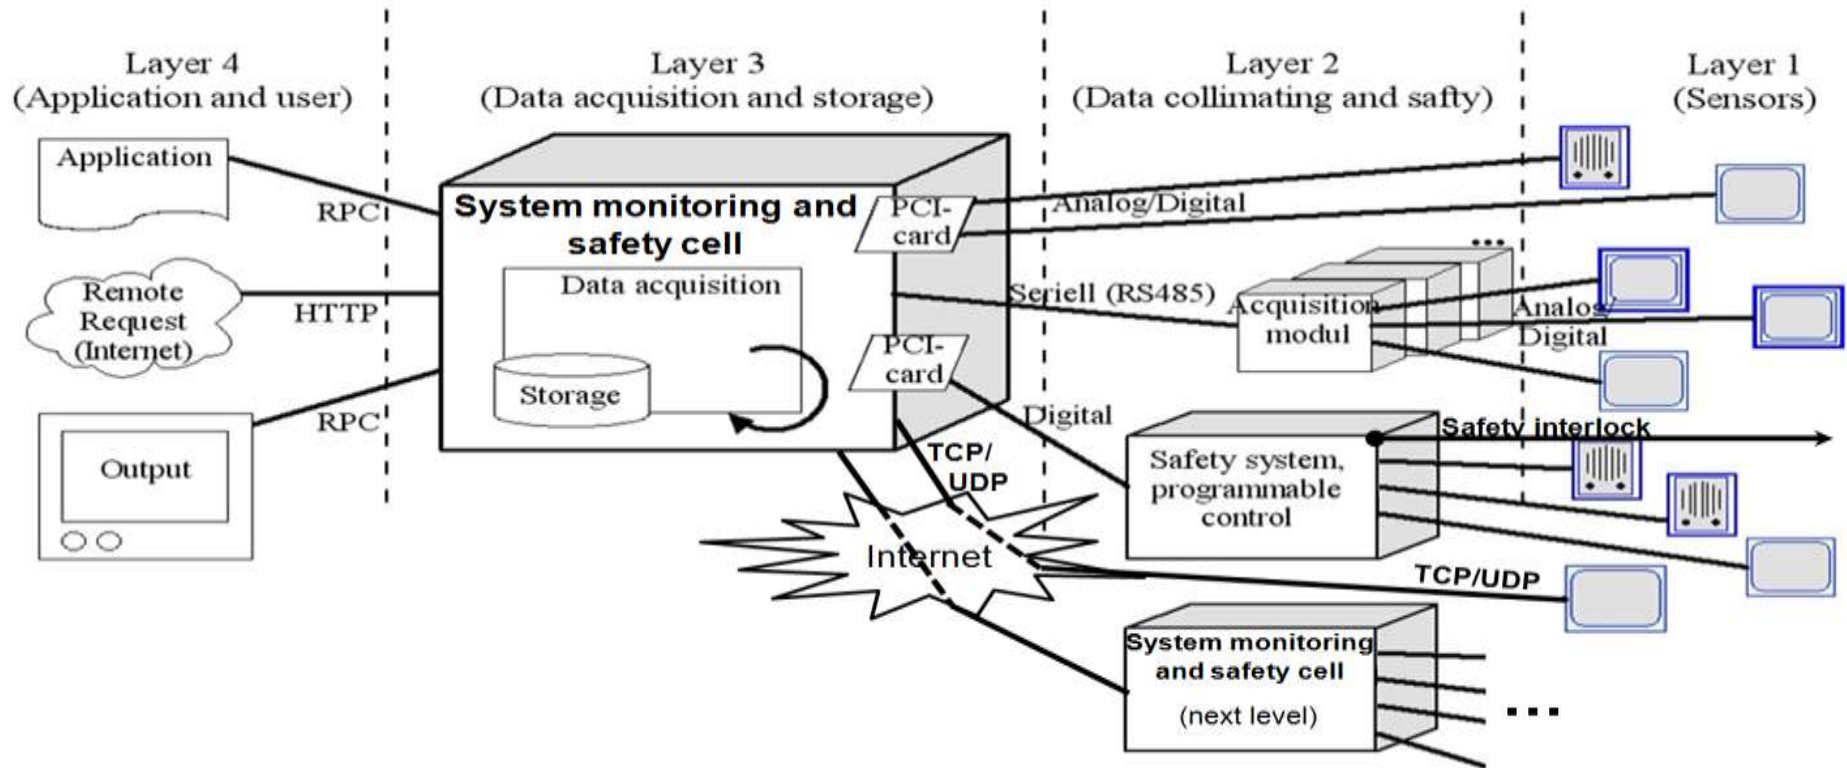 Layer 4
(Application and user)
Layer 3
(Data acquisition and storage)
Layer 2
(Data collimating and safty)
Layer 1
(Sensors)
Application
RPC
Remote
Request
(Internet)
HTTP
Output
RPC
System monitoring and
safety cell
Data acquisition
Storage
PCI-
card
PCI-
card
Analog/Digital
Seriell (RS485)
Acquisition
modul
...
Analog/
Digital
Digital
Safety system,
programmable
control
Safety interlock
TCP/
UDP
Internet
TCP/UDP
System monitoring
and safety cell
(next level)
...